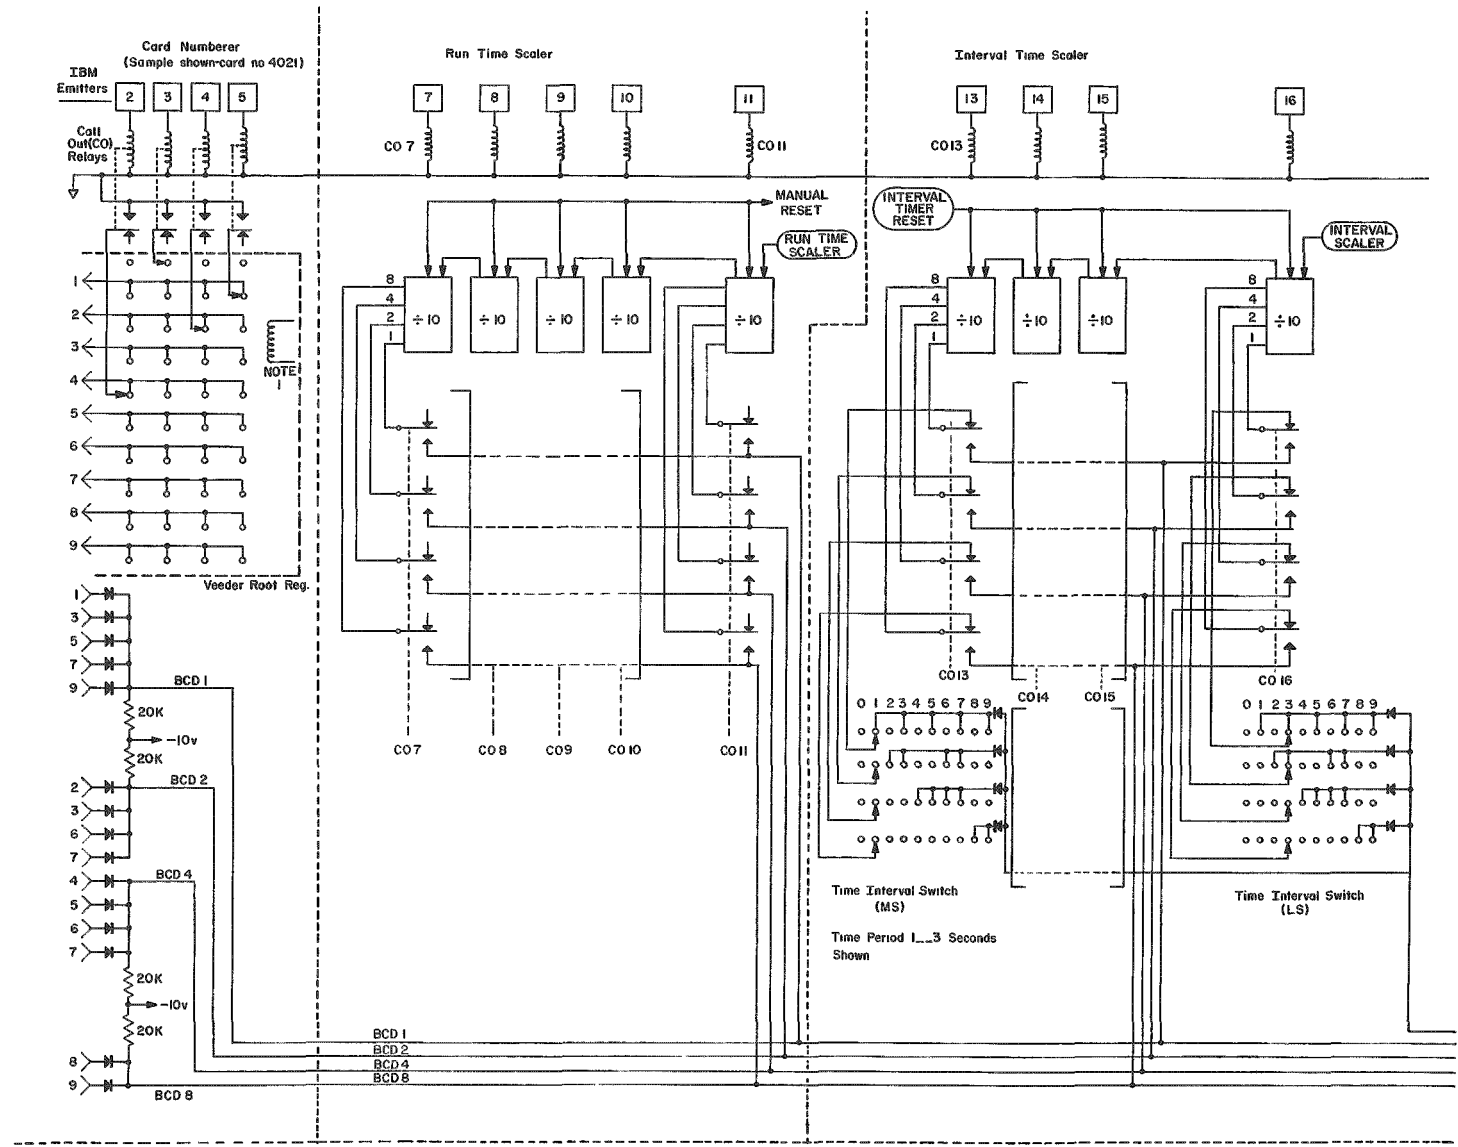 Card Numberer
(Sample shown-card no 4021)
IBM
Emitters
2 3 4 5
Call
Out(CO)
Relays
1
2
3
4
5
6
7
8
9
NOTE
1
Veeder Root Reg.
1
3
5
7
9
BCD 1
20K
-10v
20K
2
BCD 2
3
6
7
4
BCD 4
5
6
7
20K
-10v
20K
8
9
BCD 8
Run Time Scaler
7 8 9 10 11
CO 7
CO 11
MANUAL
RESET
RUN TIME
SCALER
8
4
2
1
÷10 ÷10 ÷10 ÷10 ÷10
CO7 CO8 CO9 CO10 CO11
BCD 1
BCD 2
BCD 4
BCD 8
Interval Time Scaler
13 14 15 16
CO13
INTERVAL
TIMER
RESET
INTERVAL
SCALER
8
4
2
1
÷10 ÷10 ÷10
8
4
2
1
÷10
CO13 CO14 CO15 CO 16
0 1 2 3 4 5 6 7 8 9
0 1 2 3 4 5 6 7 8 9
Time Interval Switch
(MS)
Time Period 1__3 Seconds
Shown
Time Interval Switch
(LS)